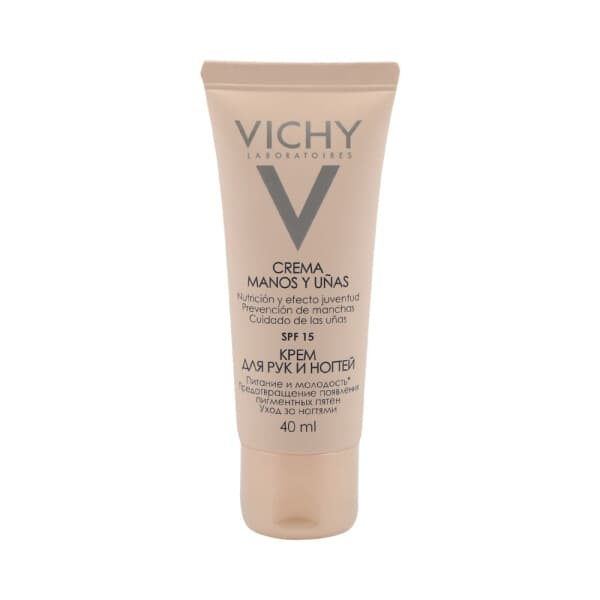 VICHY
LABORATOIRES
CREMA
MANOS Y UÑAS
Nutrición y efecto juventud
Prevención de manchas
Cuidado de las uñas
SPF 15
КРЕМ
ДЛЯ РУК И НОГТЕЙ
Питание и молодость*
Предотвращение появления
пигментных пятен
Уход за ногтями
40 ml